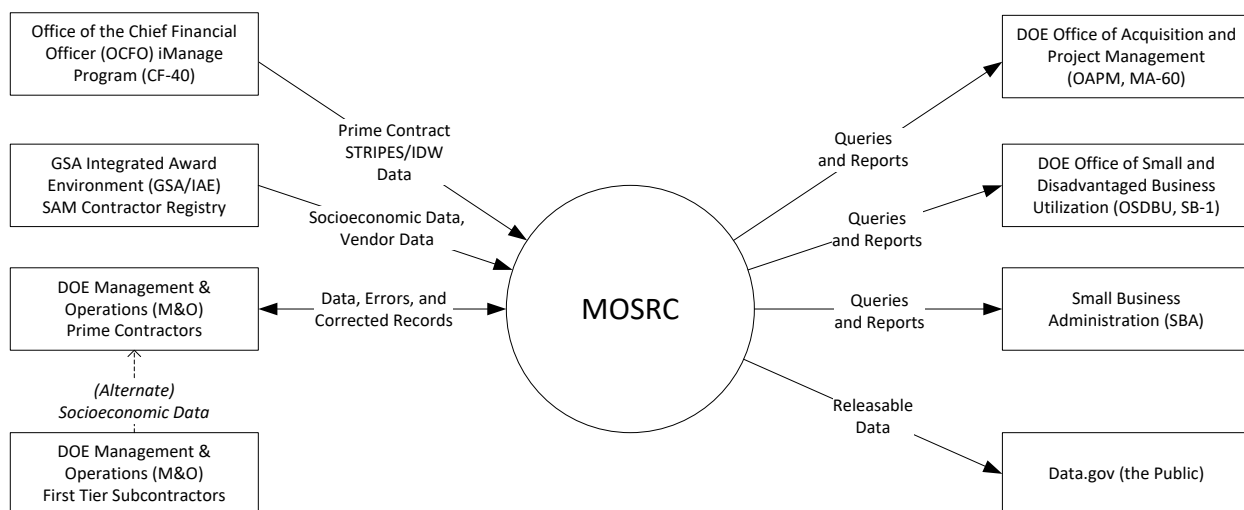 Office of the Chief Financial
Officer (OCFO) iManage
Program (CF-40)
GSA Integrated Award
Environment (GSA/IAE)
SAM Contractor Registry
DOE Management &
Operations (M&O)
Prime Contractors
(Alternate)
Socioeconomic Data
DOE Management &
Operations (M&O)
First Tier Subcontractors
Prime Contract
STRIPES/IDW
Data
Socioeconomic Data,
Vendor Data
Data, Errors, and
Corrected Records
MOSRC
Queries
and Reports
Queries
and Reports
Queries
and Reports
Releasable
Data
DOE Office of Acquisition and
Project Management
(OAPM, MA-60)
DOE Office of Small and
Disadvantaged Business
Utilization (OSDBU, SB-1)
Small Business
Administration (SBA)
Data.gov (the Public)